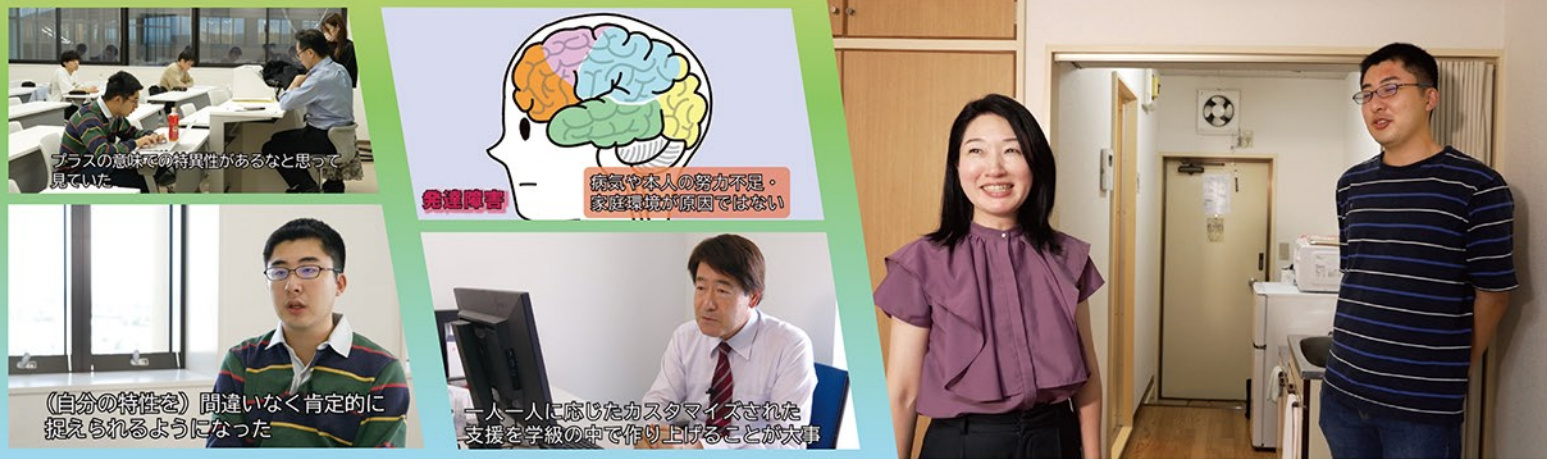 プラスの意味での特異性があるなと思って
見ていた
発達障害
病気や本人の努力不足・
家庭環境が原因ではない
（自分の特性を）間違いなく肯定的に
捉えられるようになった
一人一人に応じたカスタマイズされた
支援を学級の中で作り上げることが大事